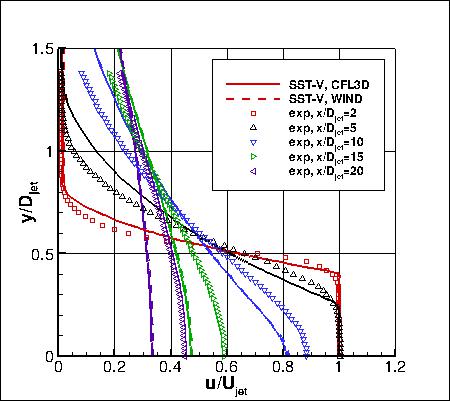 1.5
1
0.5
0
y/Djet
0 0.2 0.4 0.6 0.8 1 1.2
u/Ujet
SST-V, CFL3D
SST-V, WIND
exp, x/Djet=2
exp, x/Djet=5
exp, x/Djet=10
exp, x/Djet=15
exp, x/Djet=20